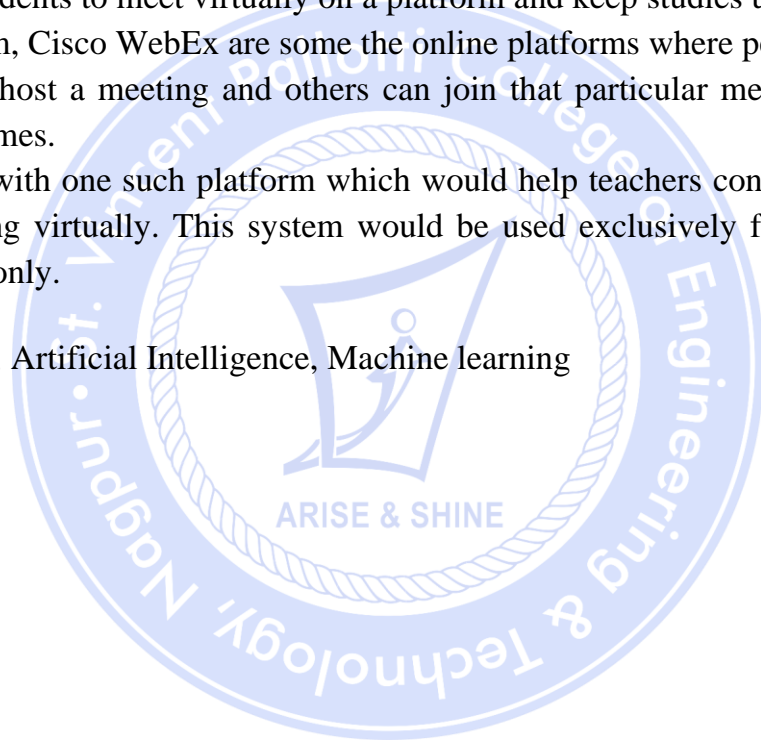 dents to meet virtually on a platform and keep studies u
n, Cisco WebEx are some the online platforms where pe
host a meeting and others can join that particular me
mes.
with one such platform which would help teachers con
ng virtually. This system would be used exclusively f
only.
Artificial Intelligence, Machine learning
St. Vincent Pallotti College of Engineering & Technology, Nagpur
ARISE & SHINE